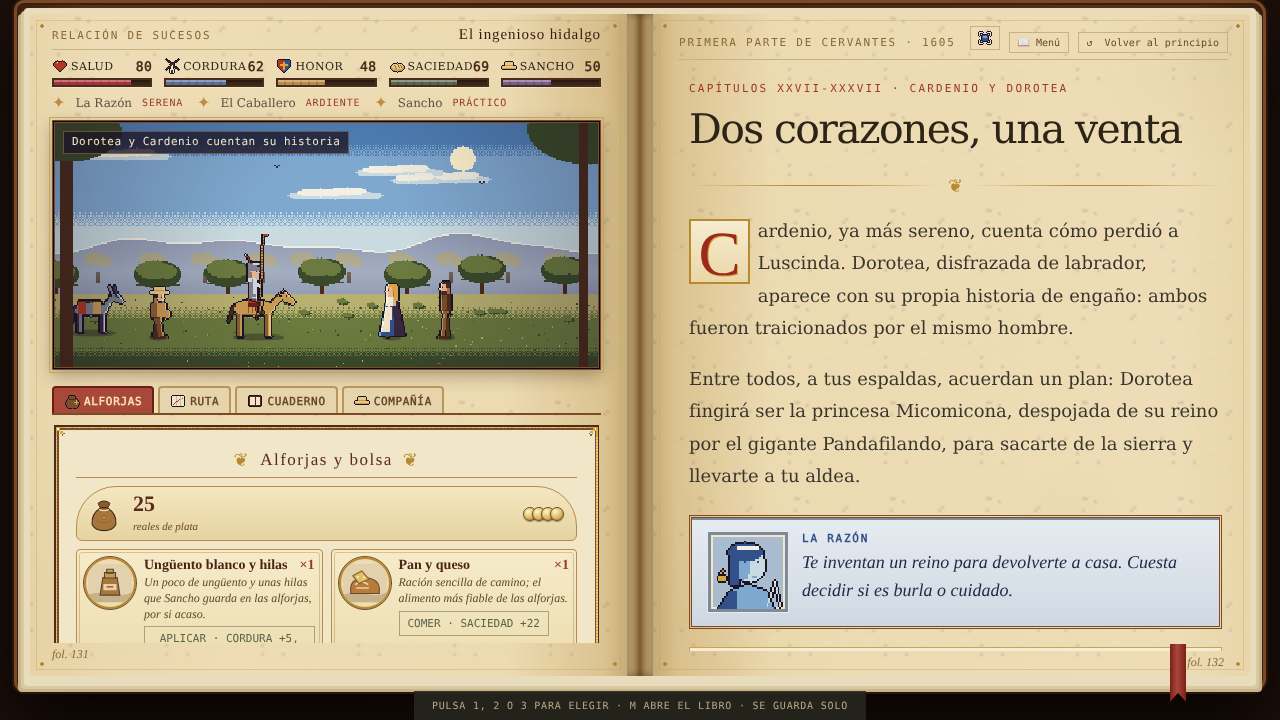 RELACIÓN DE SUCESOS
El ingenioso hidalgo
SALUD 80
CORDURA 62
HONOR 48
SACIEDAD 69
SANCHO 50
La Razón SERENA
El Caballero ARDIENTE
Sancho PRÁCTICO
Dorotea y Cardenio cuentan su historia
ALFORJAS
RUTA
CUADERNO
COMPAÑÍA
Alforjas y bolsa
25
reales de plata
Ungüento blanco y hilas ×1
Un poco de ungüento y unas hilas
que Sancho guarda en las alforjas,
por si acaso.
APLICAR · CORDURA +5,
Pan y queso ×1
Ración sencilla de camino; el
alimento más fiable de las alforjas.
COMER · SACIEDAD +22
fol. 131
PRIMERA PARTE DE CERVANTES · 1605
📖 Menú
↺ Volver al principio
CAPÍTULOS XXVII-XXXVII · CARDENIO Y DOROTEA
Dos corazones, una venta
Cardenio, ya más sereno, cuenta cómo perdió a
Luscinda. Dorotea, disfrazada de labrador,
aparece con su propia historia de engaño: ambos
fueron traicionados por el mismo hombre.
Entre todos, a tus espaldas, acuerdan un plan: Dorotea
fingirá ser la princesa Micomicona, despojada de su reino
por el gigante Pandafilando, para sacarte de la sierra y
llevarte a tu aldea.
LA RAZÓN
Te inventan un reino para devolverte a casa. Cuesta
decidir si es burla o cuidado.
fol. 132
PULSA 1, 2 O 3 PARA ELEGIR · M ABRE EL LIBRO · SE GUARDA SOLO